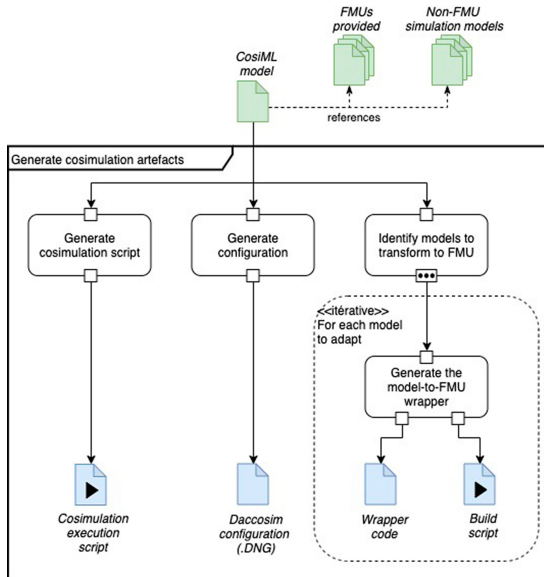 FMUs
provided
Non-FMU
simulation models
CosiML
model
references
Generate cosimulation artefacts
Generate
cosimulation script
Generate
configuration
Identify models to
transform to FMU
<<itérative>>
For each model
to adapt
Generate the
model-to-FMU
wrapper
Cosimulation
execution
script
Daccosim
configuration
(.DNG)
Wrapper
code
Build
script